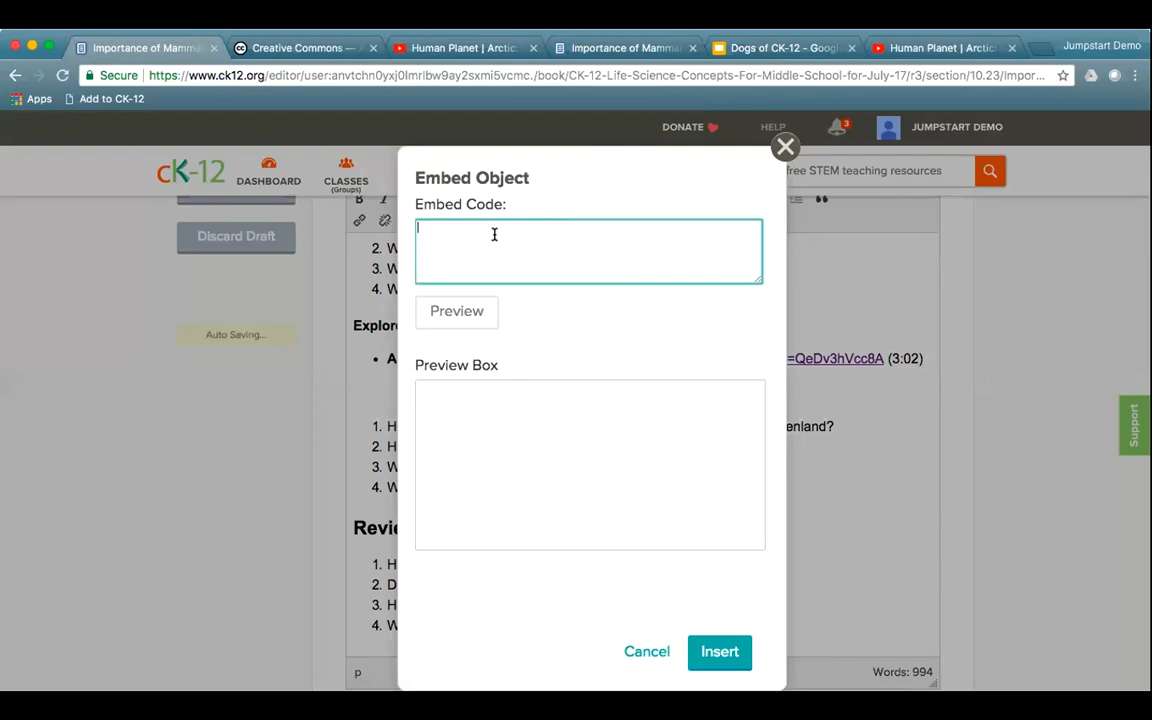 Importance of Mamma
Creative Commons —
Human Planet | Arctic
Importance of Mamma
Dogs of CK-12 - Googl
Human Planet | Arctic
Jumpstart Demo
Secure
https://www.ck12.org/editor/user:anvtchn0yxj0lmrlbw9ay2sxmi5vcmc./book/CK-12-Life-Science-Concepts-For-Middle-School-for-July-17/r3/section/10.23/Impor...
Apps
Add to CK-12
DONATE
HELP
3
JUMPSTART DEMO
cK-12
DASHBOARD
CLASSES
(Groups)
free STEM teaching resources
Embed Object
Embed Code:
B I
Discard Draft
2. W
3. W
4. W
Preview
Auto Saving...
Explor
• A
=QeDv3hVcc8A (3:02)
Preview Box
1. H
enland?
2. H
3. W
4. W
Support
Revie
1. H
2. D
3. H
4. W
Cancel
Insert
p
Words: 994